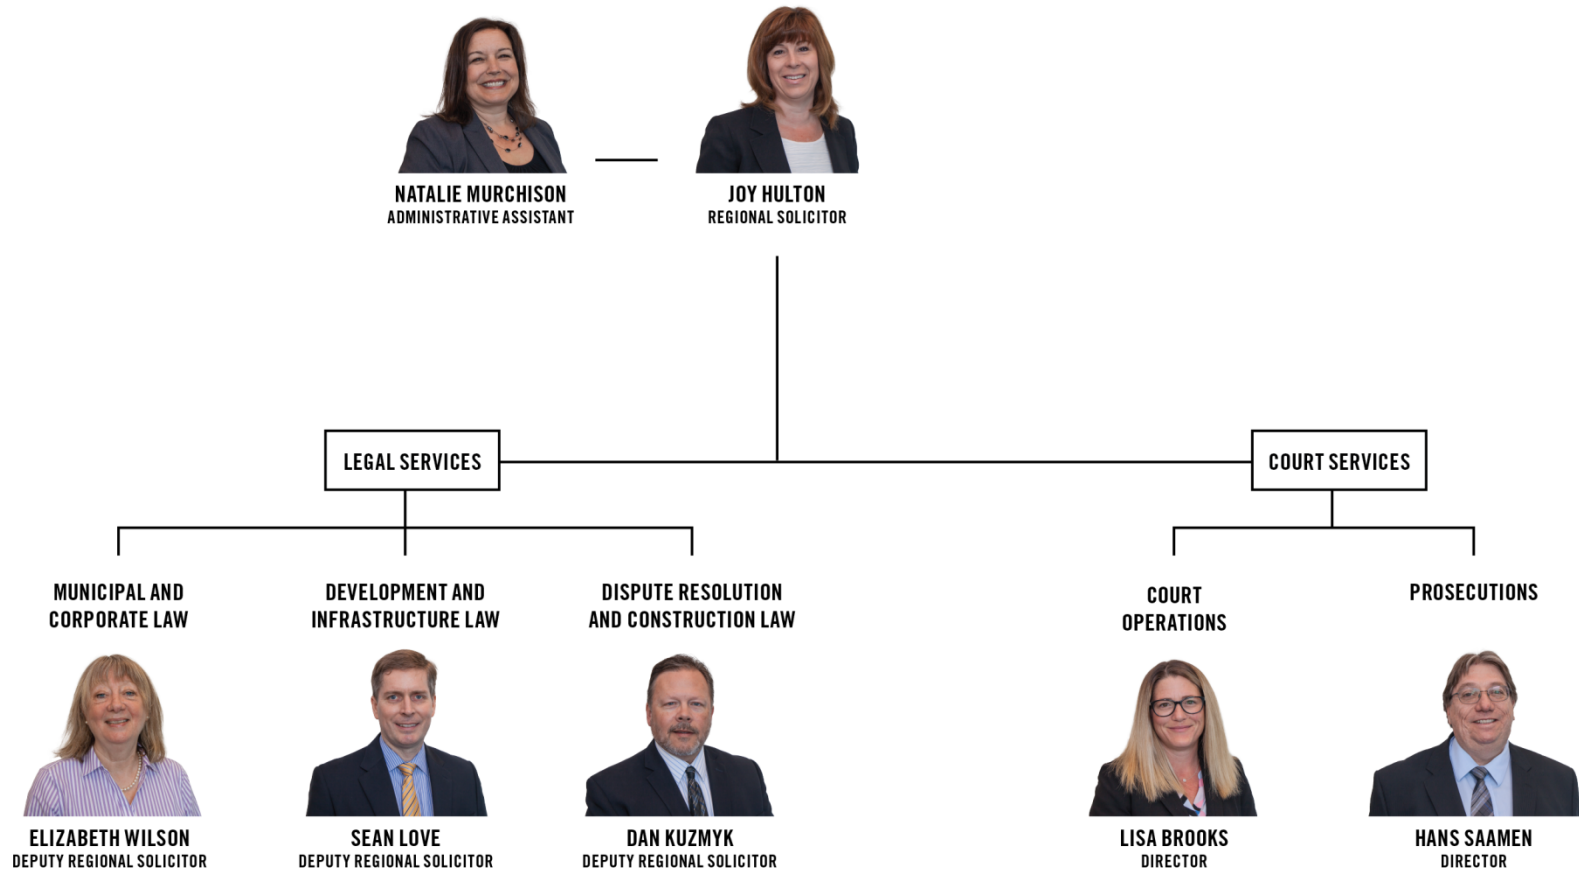 NATALIE MURCHISON
ADMINISTRATIVE ASSISTANT
JOY HULTON
REGIONAL SOLICITOR
LEGAL SERVICES
COURT SERVICES
MUNICIPAL AND
CORPORATE LAW
DEVELOPMENT AND
INFRASTRUCTURE LAW
DISPUTE RESOLUTION
AND CONSTRUCTION LAW
COURT
OPERATIONS
PROSECUTIONS
ELIZABETH WILSON
DEPUTY REGIONAL SOLICITOR
SEAN LOVE
DEPUTY REGIONAL SOLICITOR
DAN KUZMYK
DEPUTY REGIONAL SOLICITOR
LISA BROOKS
DIRECTOR
HANS SAAMEN
DIRECTOR